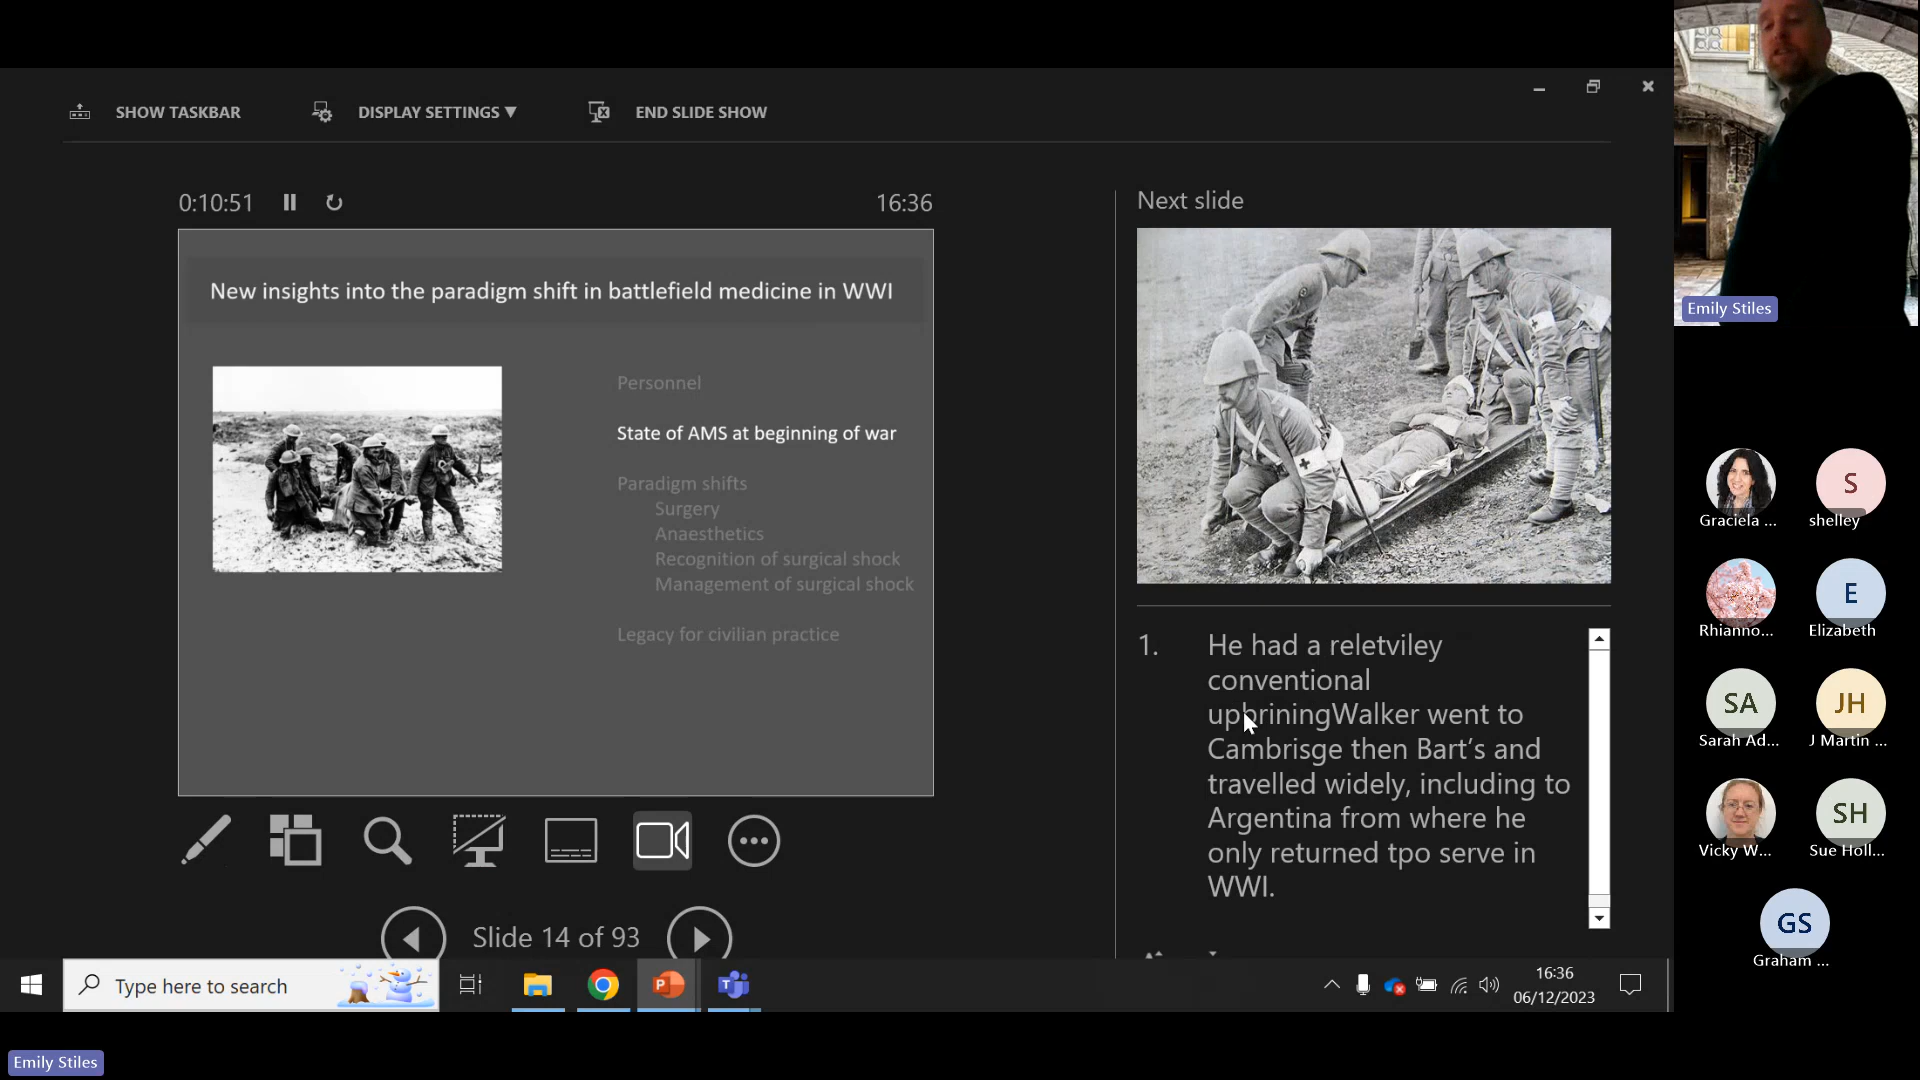 SHOW TASKBAR
DISPLAY SETTINGS ▼
END SLIDE SHOW
0:10:51
16:36
New insights into the paradigm shift in battlefield medicine in WWI
Personnel
State of AMS at beginning of war
Paradigm shifts
Surgery
Anaesthetics
Recognition of surgical shock
Management of surgical shock
Legacy for civilian practice
Slide 14 of 93
Next slide
1. He had a reletviley
conventional
upbriningWalker went to
Cambrisge then Bart’s and
travelled widely, including to
Argentina from where he
only returned tpo serve in
WWI.
Emily Stiles
Graciela ...
S
shelley
Rhianno...
E
Elizabeth
SA
Sarah Ad...
JH
J Martin ...
Vicky W...
SH
Sue Holl...
GS
Graham ...
Type here to search
P
T
16:36
06/12/2023
Emily Stiles